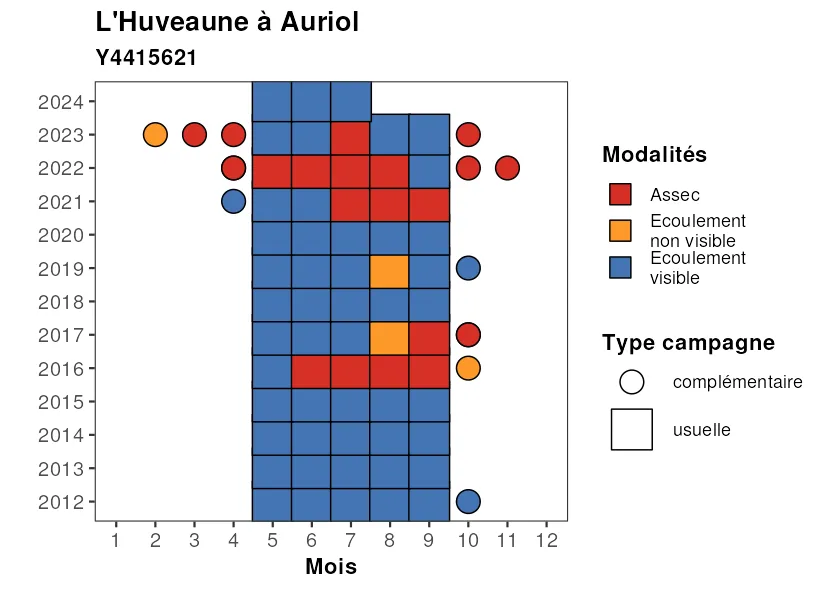 L'Huveaune à Auriol
Y4415621
2024
2023
2022
2021
2020
2019
2018
2017
2016
2015
2014
2013
2012
1 2 3 4 5 6 7 8 9 10 11 12
Mois
Modalités
Assec
Ecoulement
non visible
Ecoulement
visible
Type campagne
complémentaire
usuelle